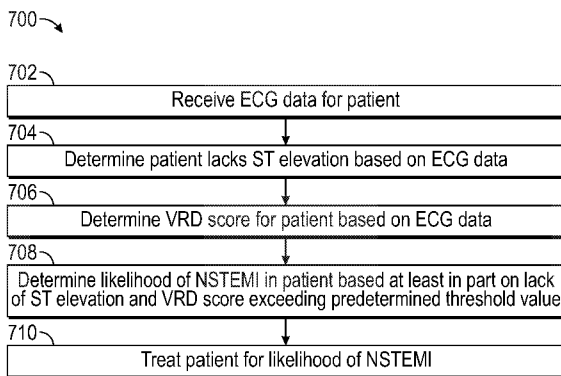 700
702
Receive ECG data for patient
704
Determine patient lacks ST elevation based on ECG data
706
Determine VRD score for patient based on ECG data
708
Determine likelihood of NSTEMI in patient based at least in part on lack
of ST elevation and VRD score exceeding predetermined threshold value
710
Treat patient for likelihood of NSTEMI